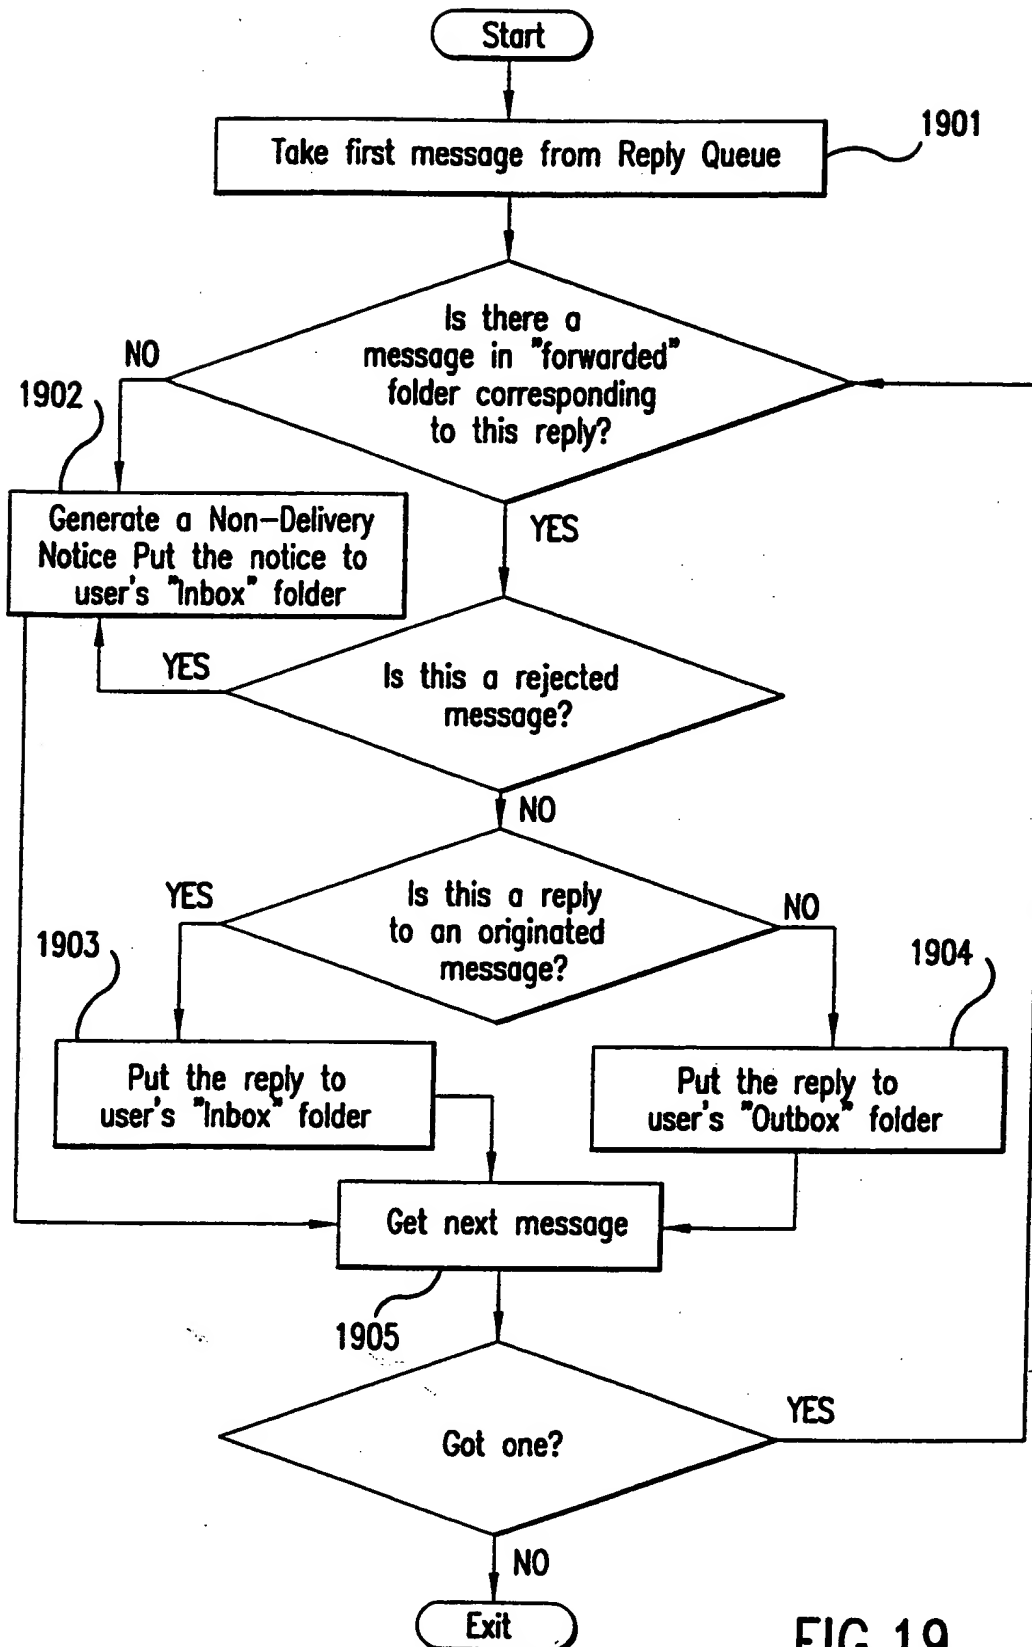 Start
Take first message from Reply Queue
1901
Is there a
message in "forwarded"
folder corresponding
to this reply?
NO
1902
YES
Generate a Non-Delivery
Notice Put the notice to
user's "Inbox" folder
YES
Is this a rejected
message?
NO
YES
Is this a reply
to an originated
message?
NO
1903
1904
Put the reply to
user's "Inbox" folder
Put the reply to
user's "Outbox" folder
Get next message
1905
Got one?
YES
NO
Exit
FIG.19